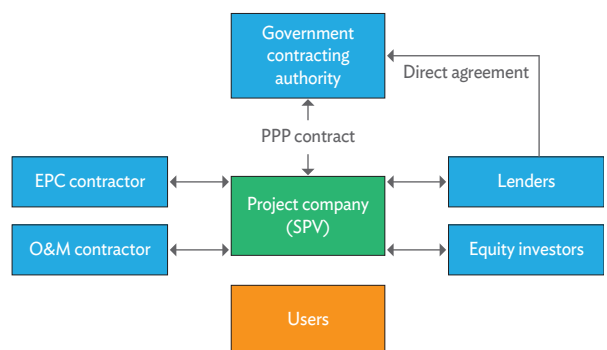 Government
contracting
authority
Direct agreement
PPP contract
EPC contractor
Project company
(SPV)
Lenders
O&M contractor
Equity investors
Users